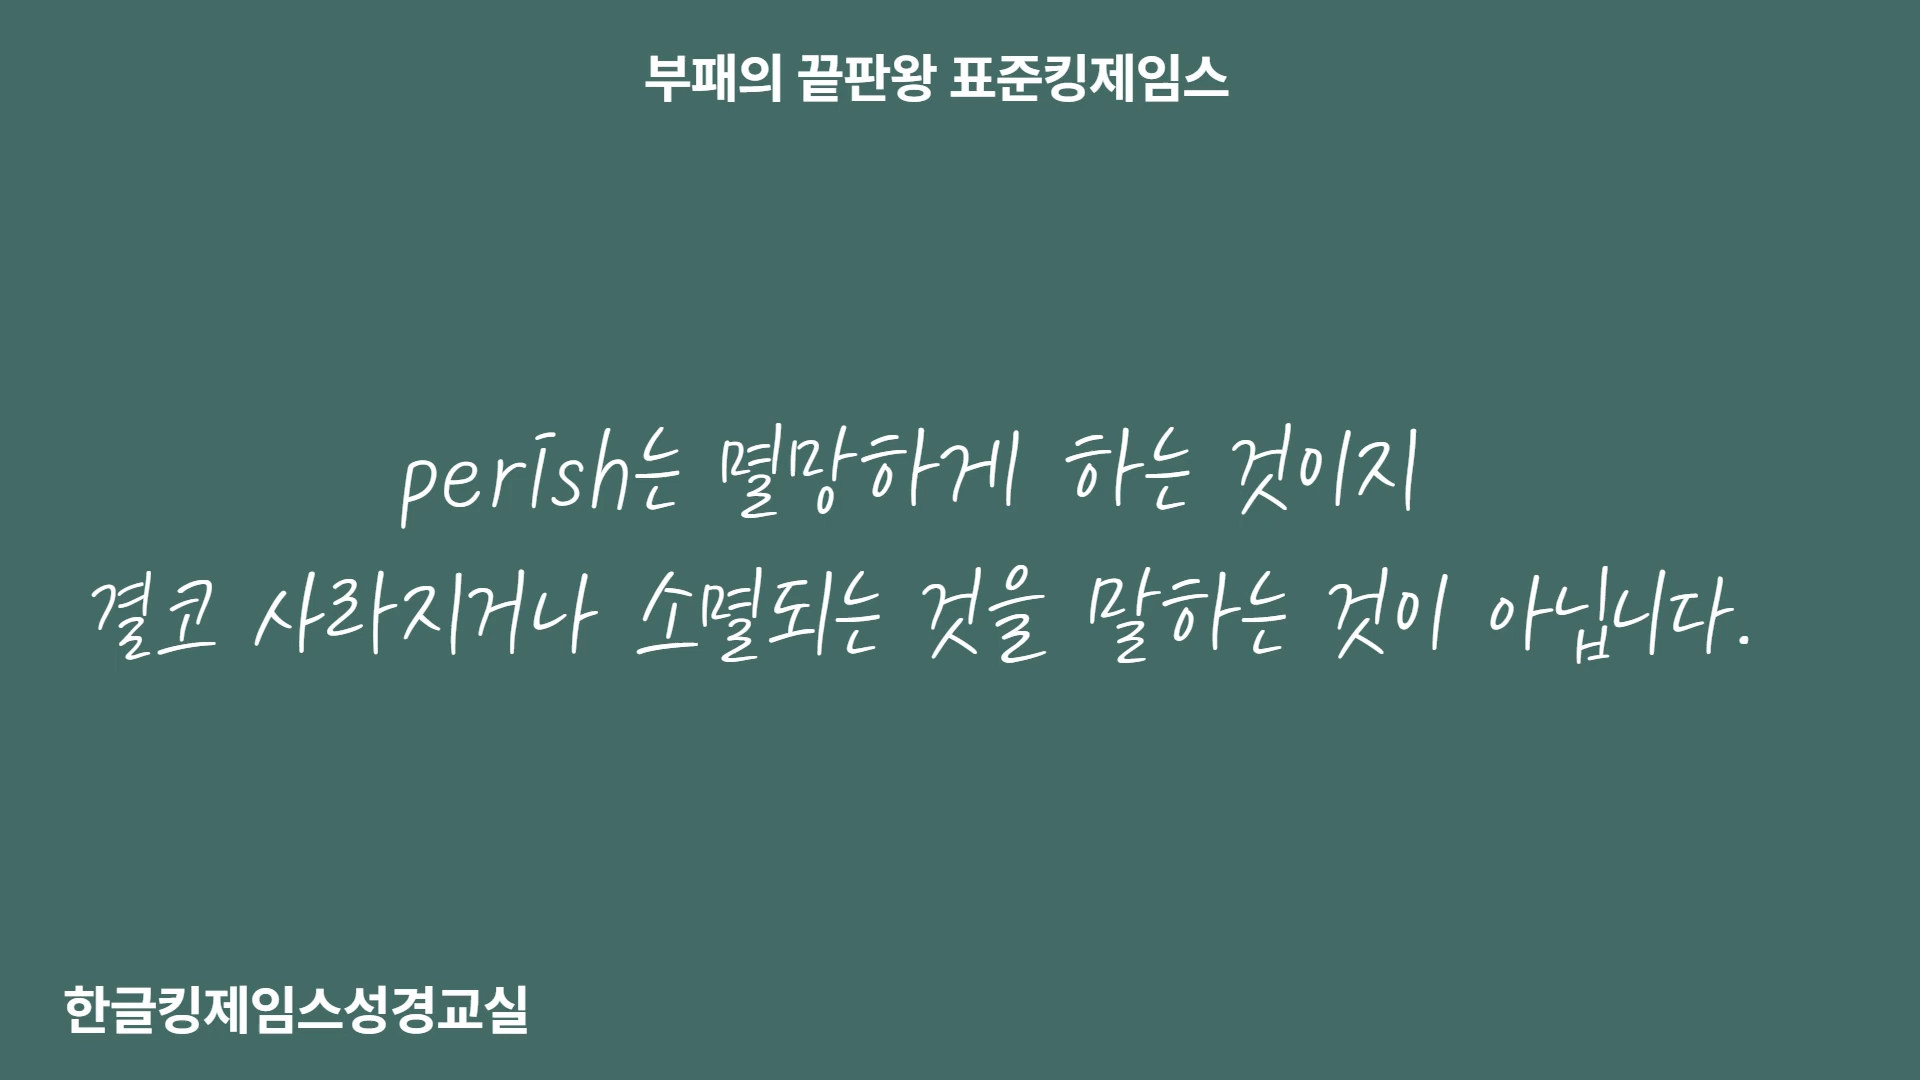 부패의 끝판왕 표준킹제임스
perish는 멸망하게 하는 것이지
결코 사라지거나 소멸되는 것을 말하는 것이 아닙니다.
한글킹제임스성경교실